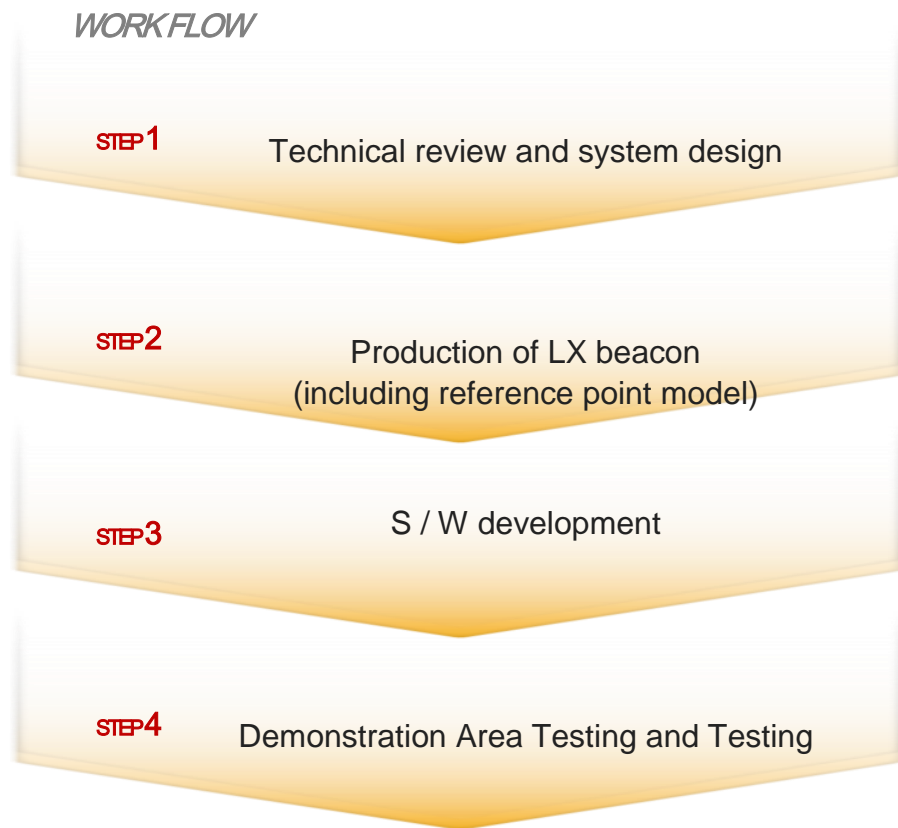 WORK FLOW
STEP1
Technical review and system design
STEP2
Production of LX beacon
(including reference point model)
STEP3
S / W development
STEP4
Demonstration Area Testing and Testing